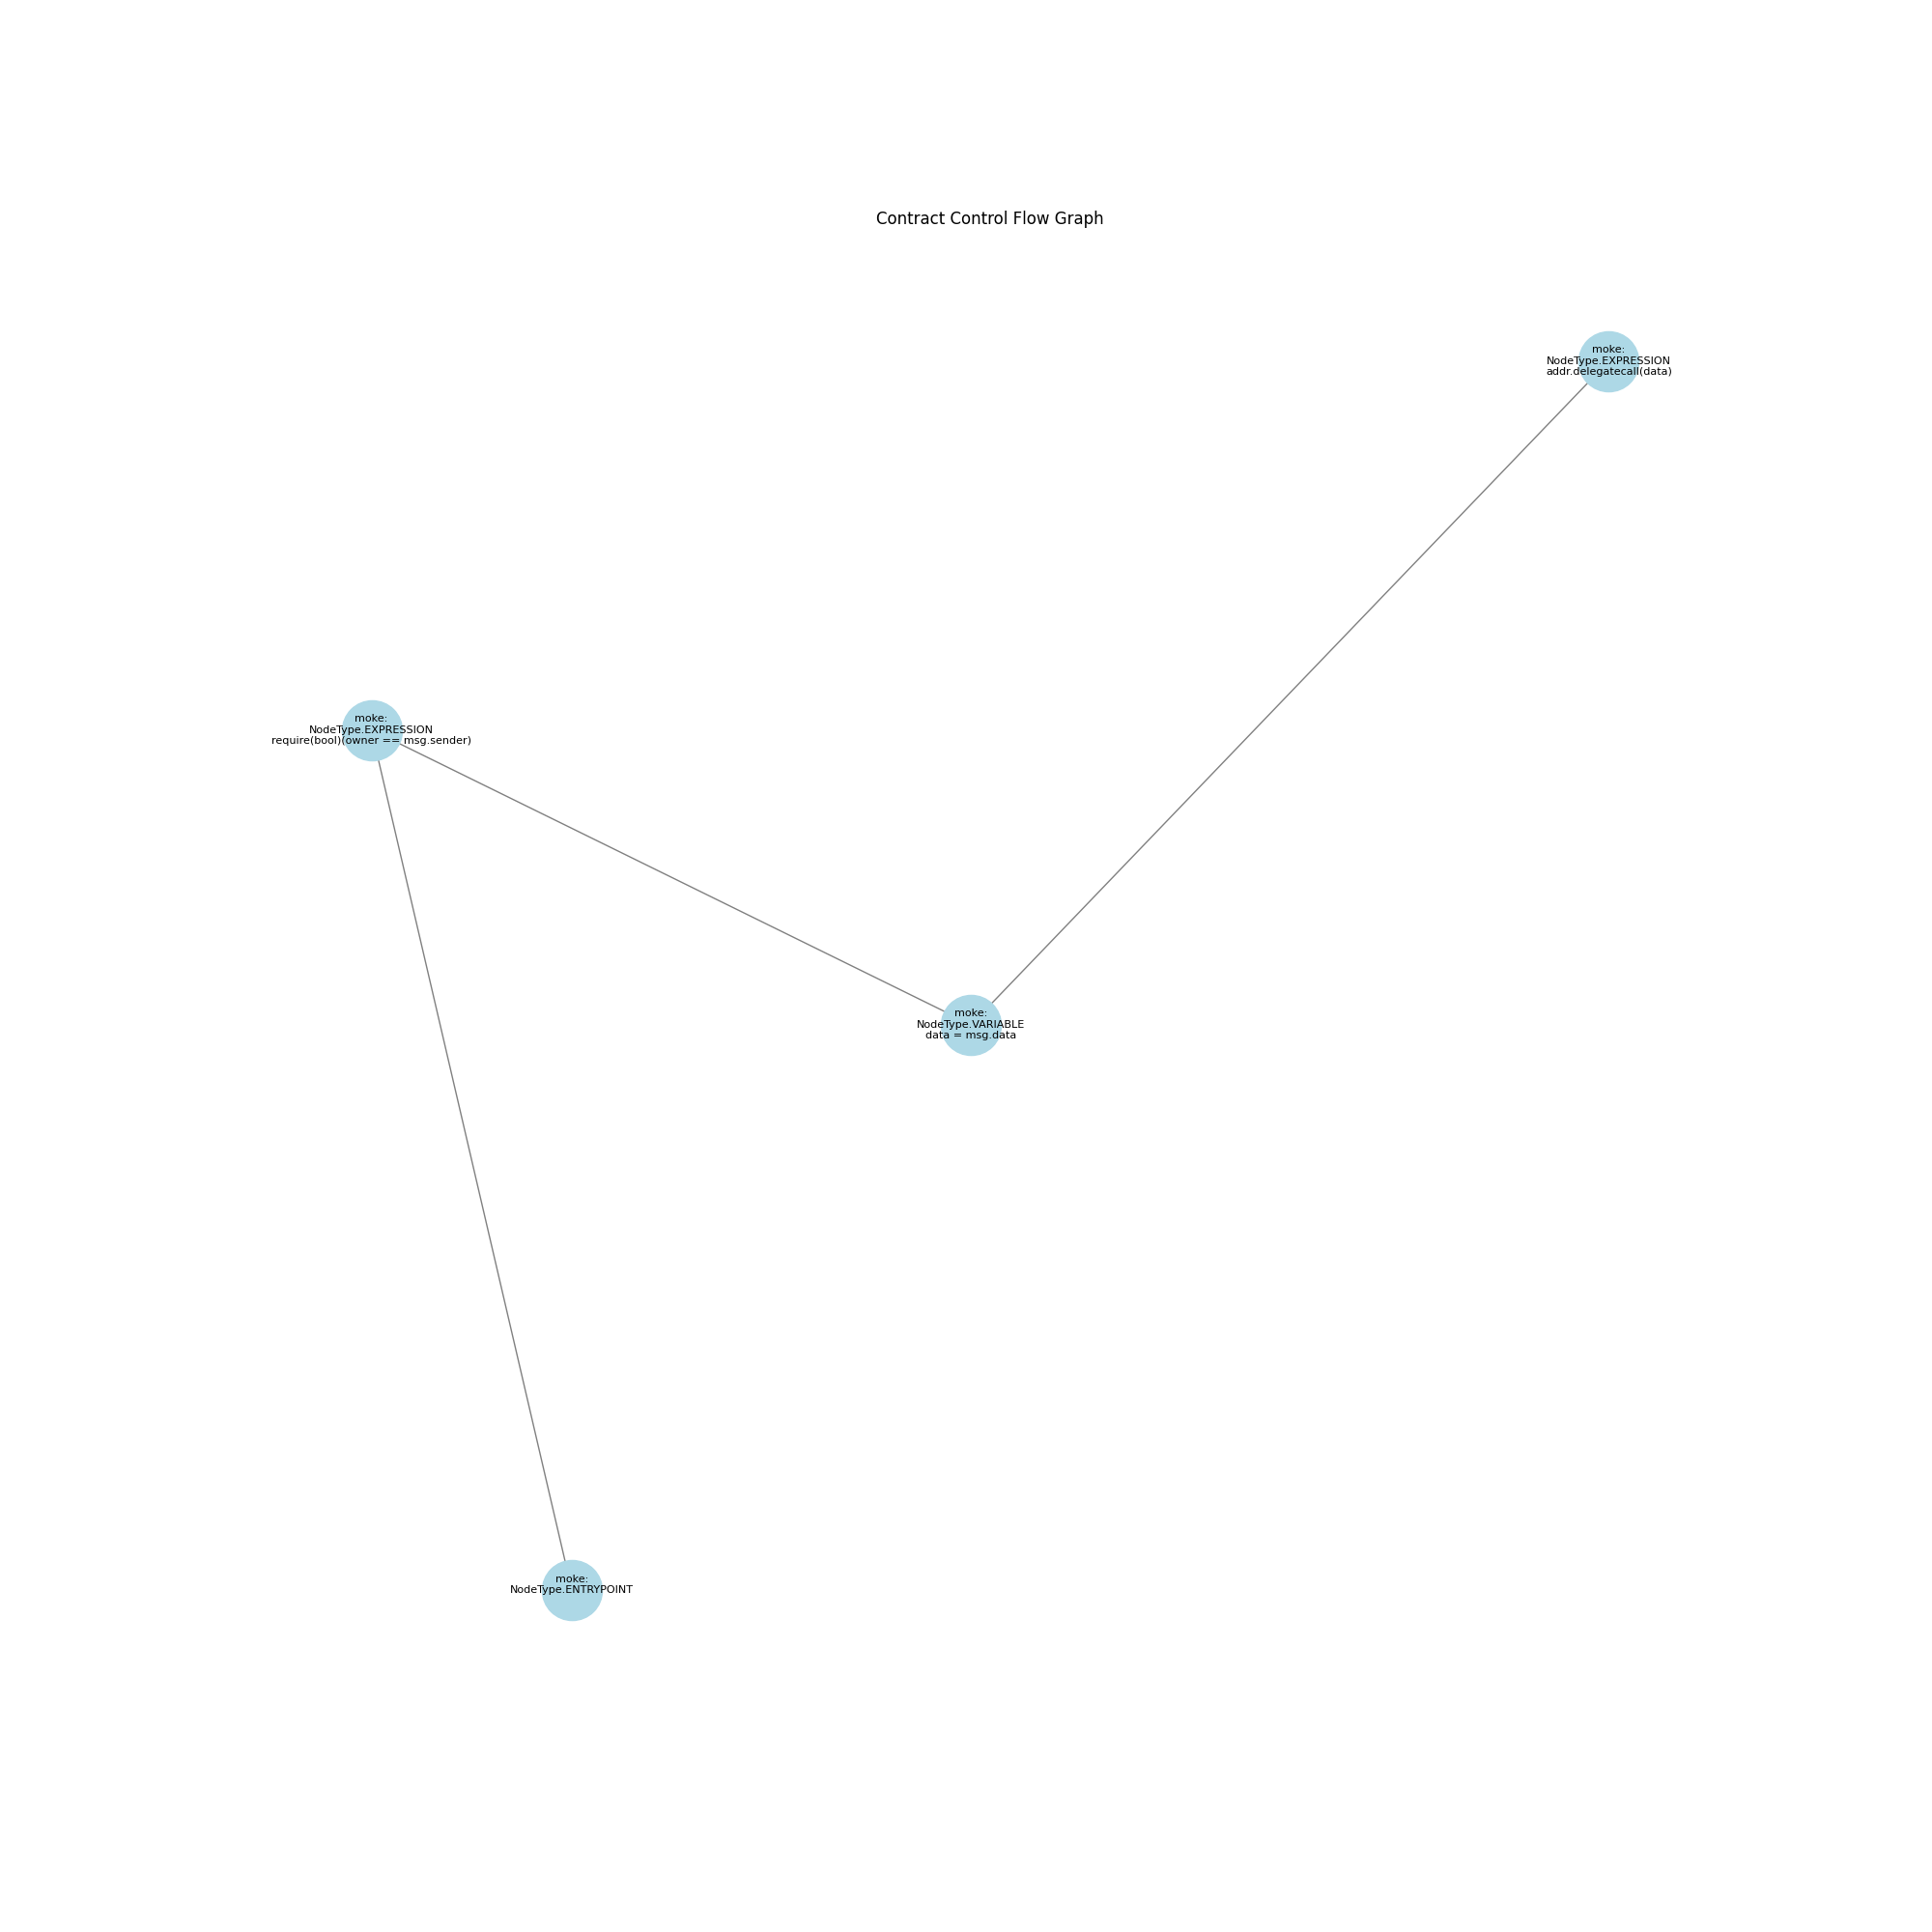 Contract Control Flow Graph
moke:
NodeType.EXPRESSION
addr.delegatecall(data)
moke:
NodeType.EXPRESSION
require(bool)(owner == msg.sender)
moke:
NodeType.VARIABLE
data = msg.data
moke:
NodeType.ENTRYPOINT